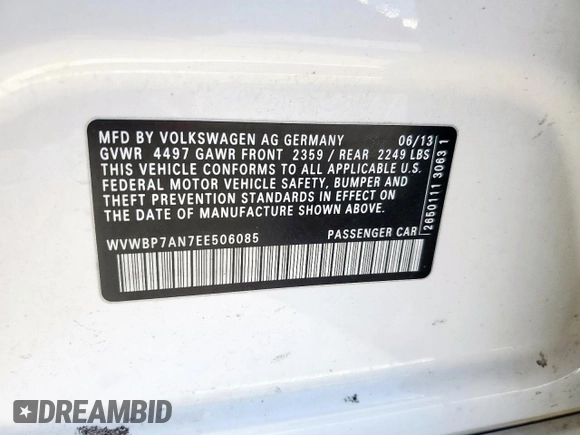 MFD BY VOLKSWAGEN AG GERMANY 06/13
GVWR 4497 GAWR FRONT 2359 / REAR 2249 LBS
THIS VEHICLE CONFORMS TO ALL APPLICABLE U.S.
FEDERAL MOTOR VEHICLE SAFETY, BUMPER AND
THEFT PREVENTION STANDARDS IN EFFECT ON
THE DATE OF MANUFACTURE SHOWN ABOVE.
WVWBP7AN7EE506085 PASSENGER CAR
2650111 3063 1
DREAMBID